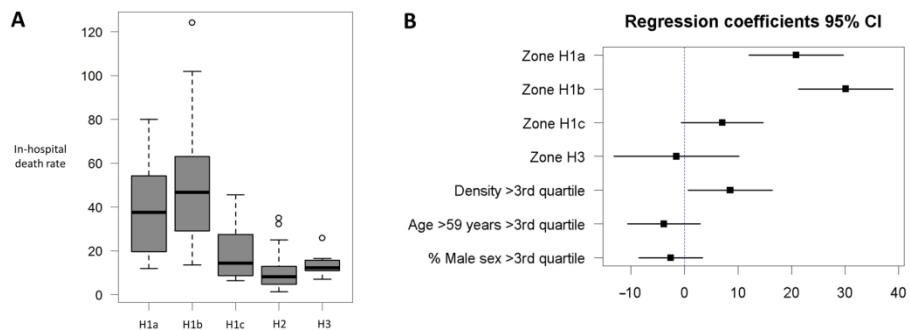 A
In-hospital
death rate
120
100
80
60
40
20
0
H1a H1b H1c H2 H3
B
Regression coefficients 95% CI
Zone H1a
Zone H1b
Zone H1c
Zone H3
Density >3rd quartile
Age >59 years >3rd quartile
% Male sex >3rd quartile
−10 0 10 20 30 40